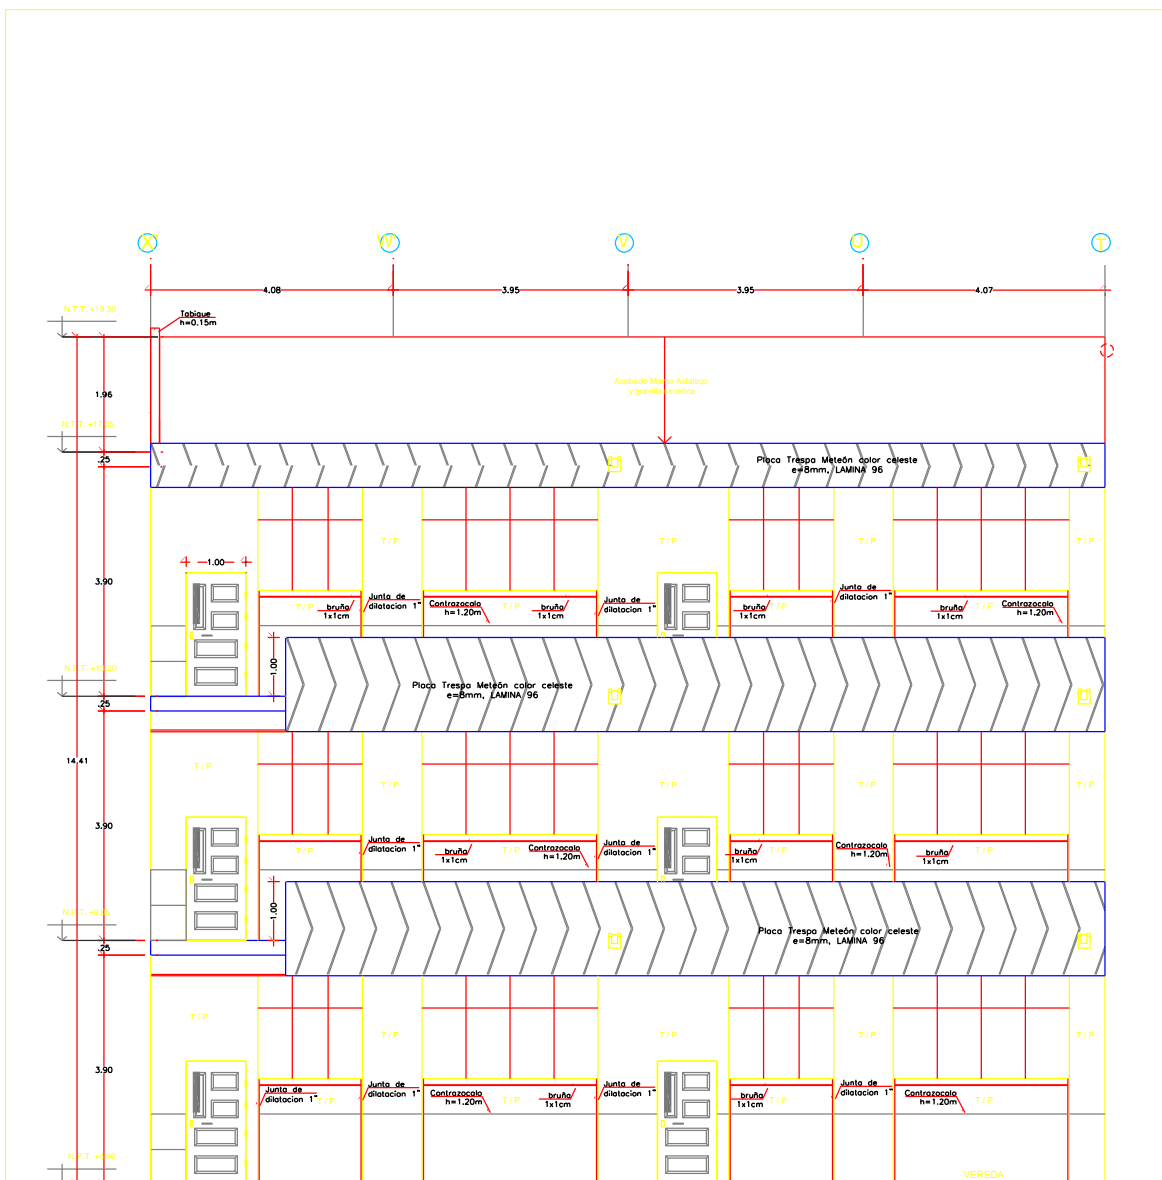 X'
W'
V
U
T
4.08
3.95
3.95
4.07
Tabique
h=0.15m
1.96
Acabado Manto Asfaltico
.25
Placa Trespa Meteón color celeste
e=8mm, LAMINA 96
T / P
T / P
T / P
T / P
1.00
3.90
Junta de
dilatacion 1"
Contrazocalo
h=1.20m
bruña
1x1cm
bruña
1x1cm
Junta de
dilatacion 1"
bruña
1x1cm
Junta de
dilatacion 1"
bruña
1x1cm
Contrazocalo
h=1.20m
T / P
T / P
T / P
T / P
1.00
Placa Trespa Meteón color celeste
e=8mm, LAMINA 96
.25
14.41
T / P
T / P
T / P
T / P
T / P
3.90
Junta de
dilatacion 1"
bruña
1x1cm
Contrazocalo
h=1.20m
Junta de
dilatacion 1"
bruña
1x1cm
Contrazocalo
h=1.20m
bruña
1x1cm
T / P
T / P
T / P
T / P
1.00
Placa Trespa Meteón color celeste
e=8mm, LAMINA 96
.25
T / P
T / P
T / P
T / P
T / P
3.90
Junta de
dilatacion 1"
Junta de
dilatacion 1"
Contrazocalo
h=1.20m
bruña
1x1cm
Junta de
dilatacion 1"
bruña
1x1cm
Junta de
dilatacion 1"
Contrazocalo
h=1.20m
T / P
T / P
T / P
T / P
VEREDA